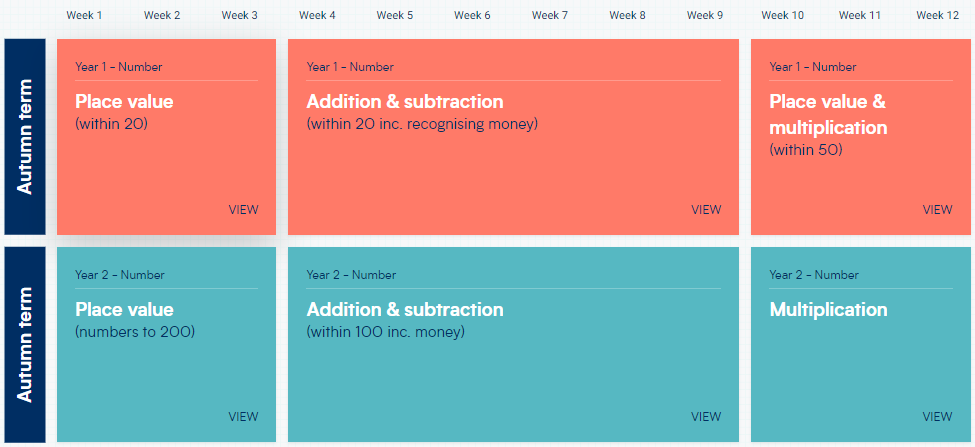 Week 1 Week 2 Week 3 Week 4 Week 5 Week 6 Week 7 Week 8 Week 9 Week 10 Week 11 Week 12
Autumn term
Year 1 – Number
Place value
(within 20)
VIEW
Year 1 – Number
Addition & subtraction
(within 20 inc. recognising money)
VIEW
Year 1 – Number
Place value &
multiplication
(within 50)
VIEW
Autumn term
Year 2 – Number
Place value
(numbers to 200)
VIEW
Year 2 – Number
Addition & subtraction
(within 100 inc. money)
VIEW
Year 2 – Number
Multiplication
VIEW